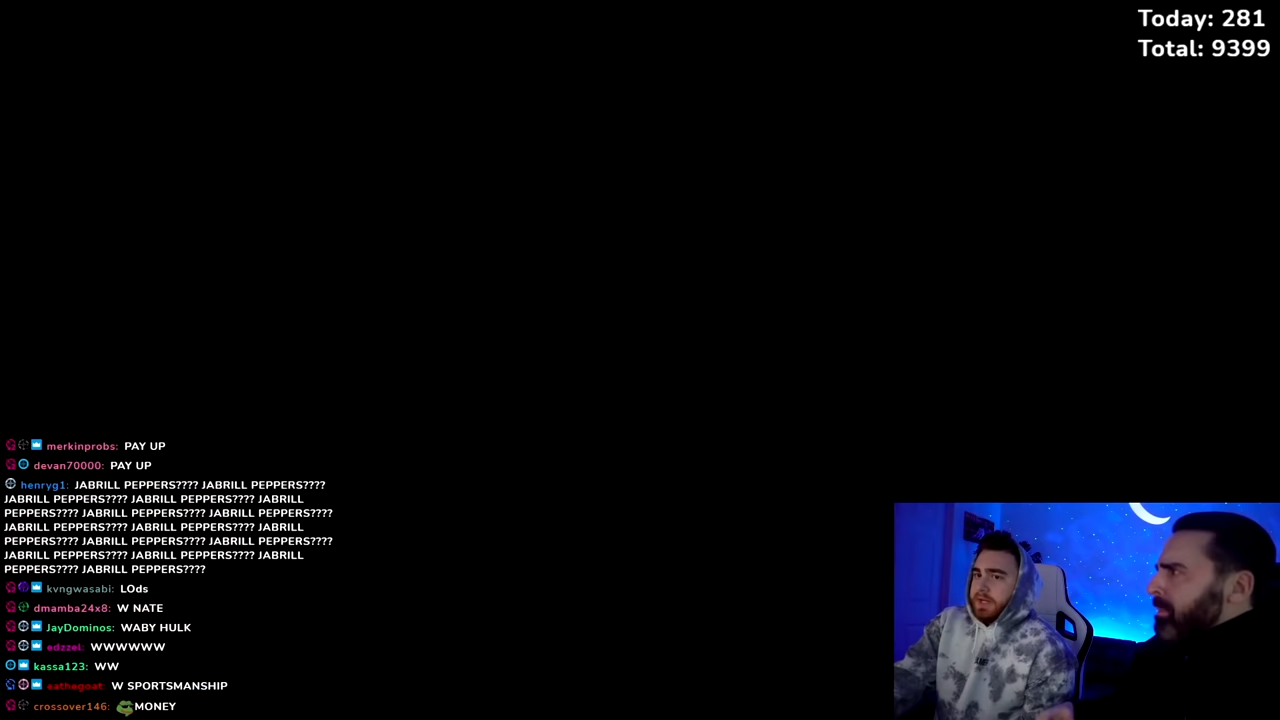 Today: 281
Total: 9399
merkinprobs: PAY UP
devan70000: PAY UP
henryg1: JABRILL PEPPERS???? JABRILL PEPPERS????
JABRILL PEPPERS???? JABRILL PEPPERS???? JABRILL
PEPPERS???? JABRILL PEPPERS???? JABRILL PEPPERS????
JABRILL PEPPERS???? JABRILL PEPPERS???? JABRILL
PEPPERS???? JABRILL PEPPERS???? JABRILL PEPPERS????
JABRILL PEPPERS???? JABRILL PEPPERS???? JABRILL
PEPPERS???? JABRILL PEPPERS????
kvngwasabi: LOds
dmamba24x8: W NATE
JayDominos: WABY HULK
edzzel: WWWWWW
kassa123: WW
eathegoat: W SPORTSMANSHIP
crossover146: MONEY